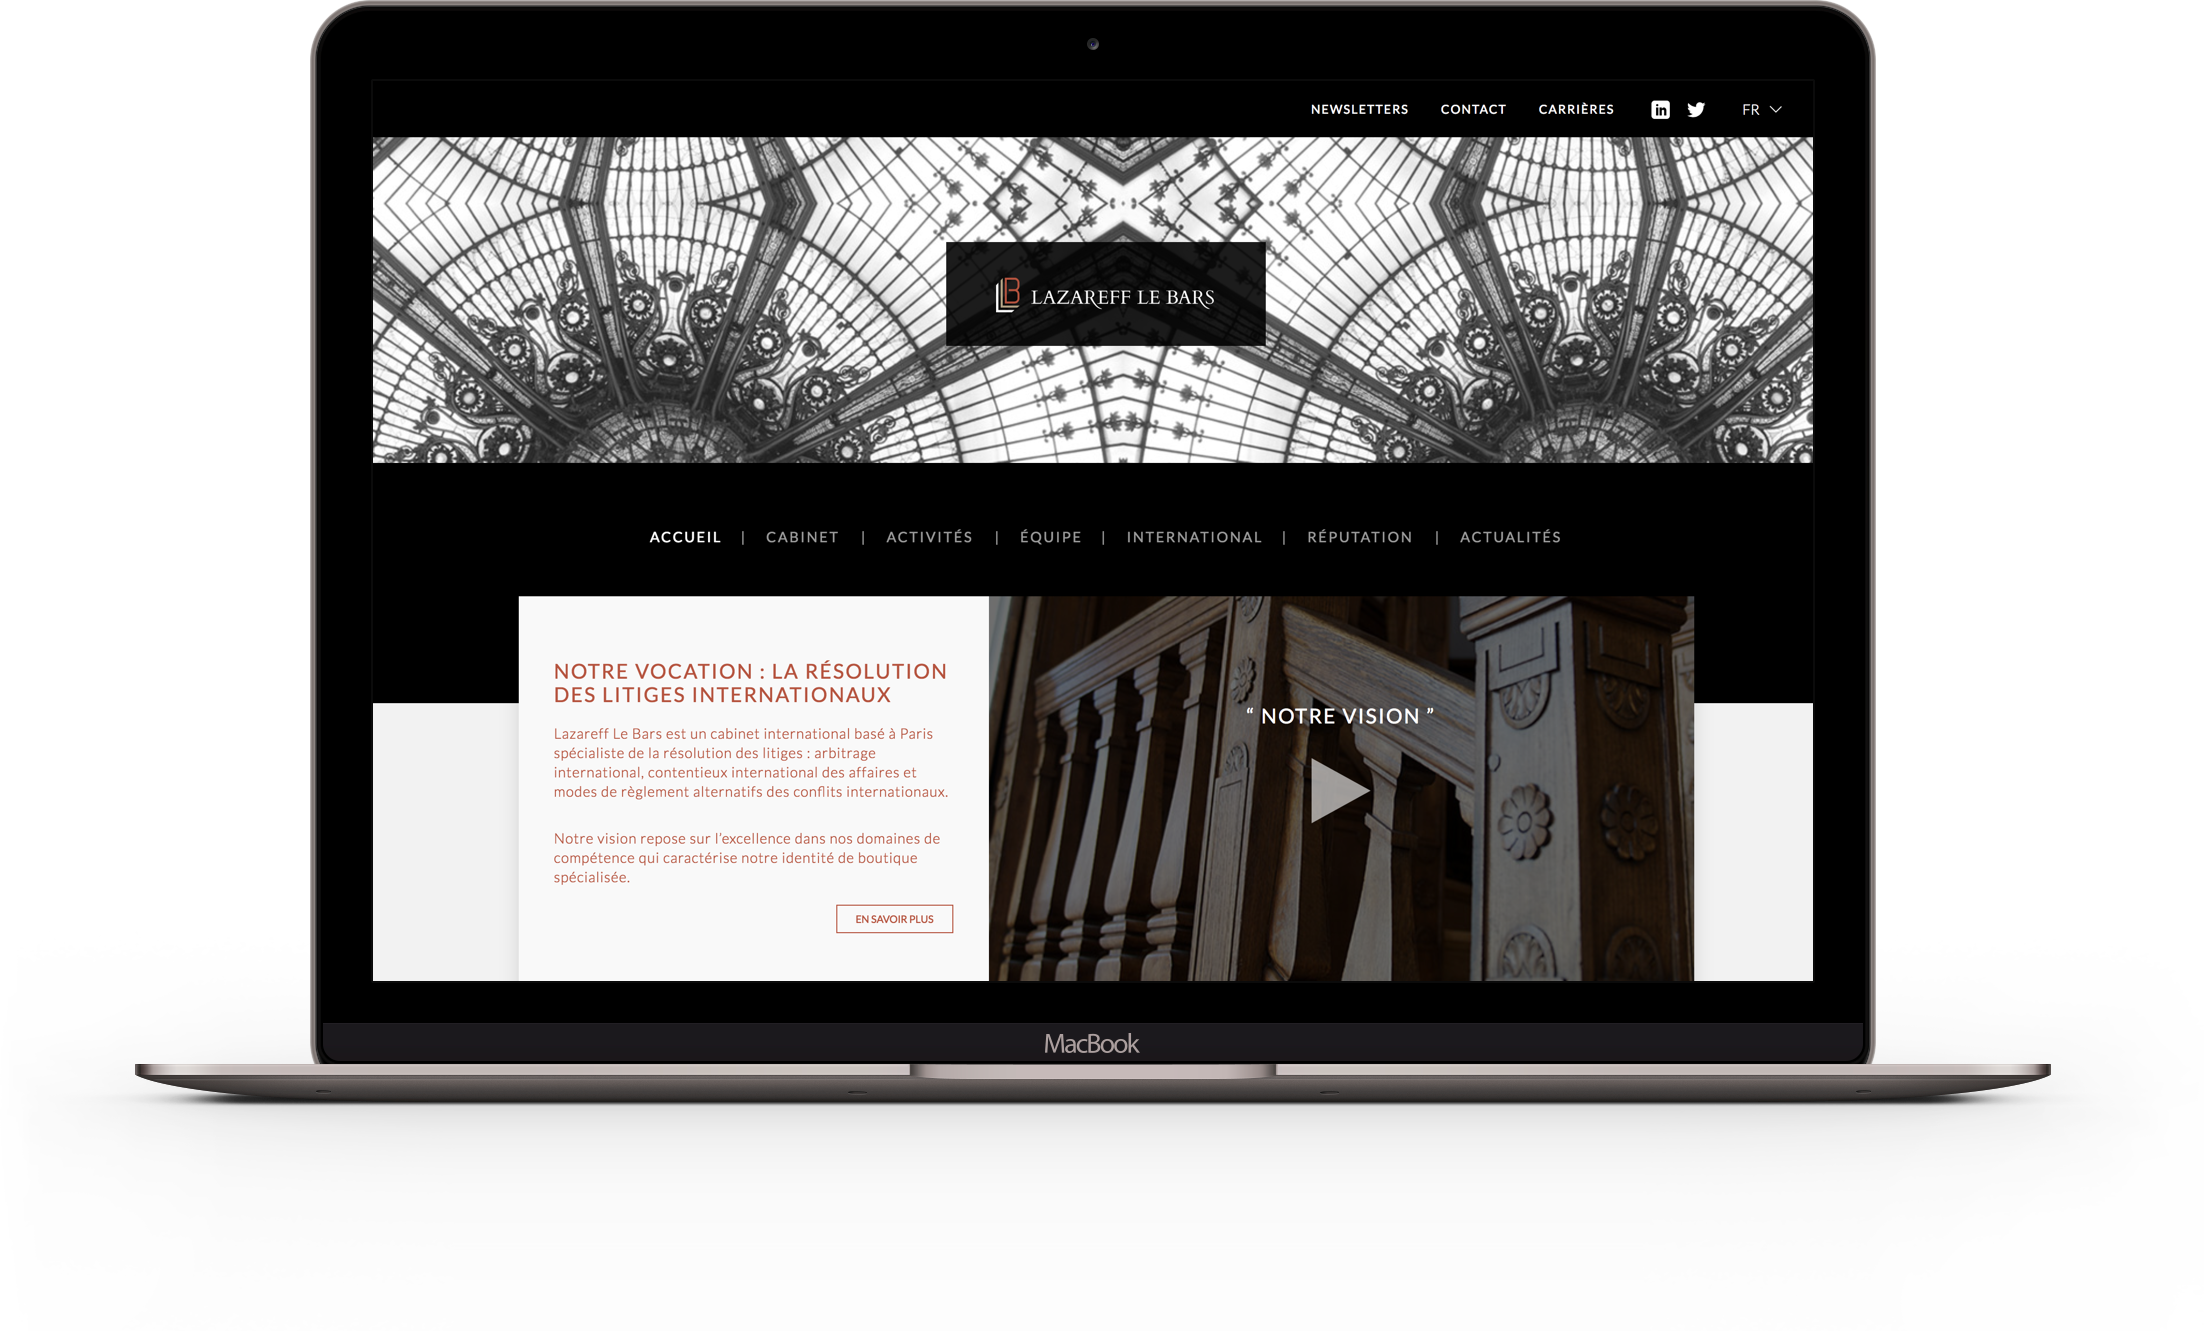 NEWSLETTERS CONTACT CARRIÈRES in FR
LB LAZAREFF LE BARS
ACCUEIL | CABINET | ACTIVITÉS | ÉQUIPE | INTERNATIONAL | RÉPUTATION | ACTUALITÉS
NOTRE VOCATION : LA RÉSOLUTION
DES LITIGES INTERNATIONAUX
Lazareff Le Bars est un cabinet international basé à Paris
spécialiste de la résolution des litiges : arbitrage
international, contentieux international des affaires et
modes de règlement alternatifs des conflits internationaux.
Notre vision repose sur l'excellence dans nos domaines de
compétence qui caractérise notre identité de boutique
spécialisée.
EN SAVOIR PLUS
“ NOTRE VISION ”
MacBook